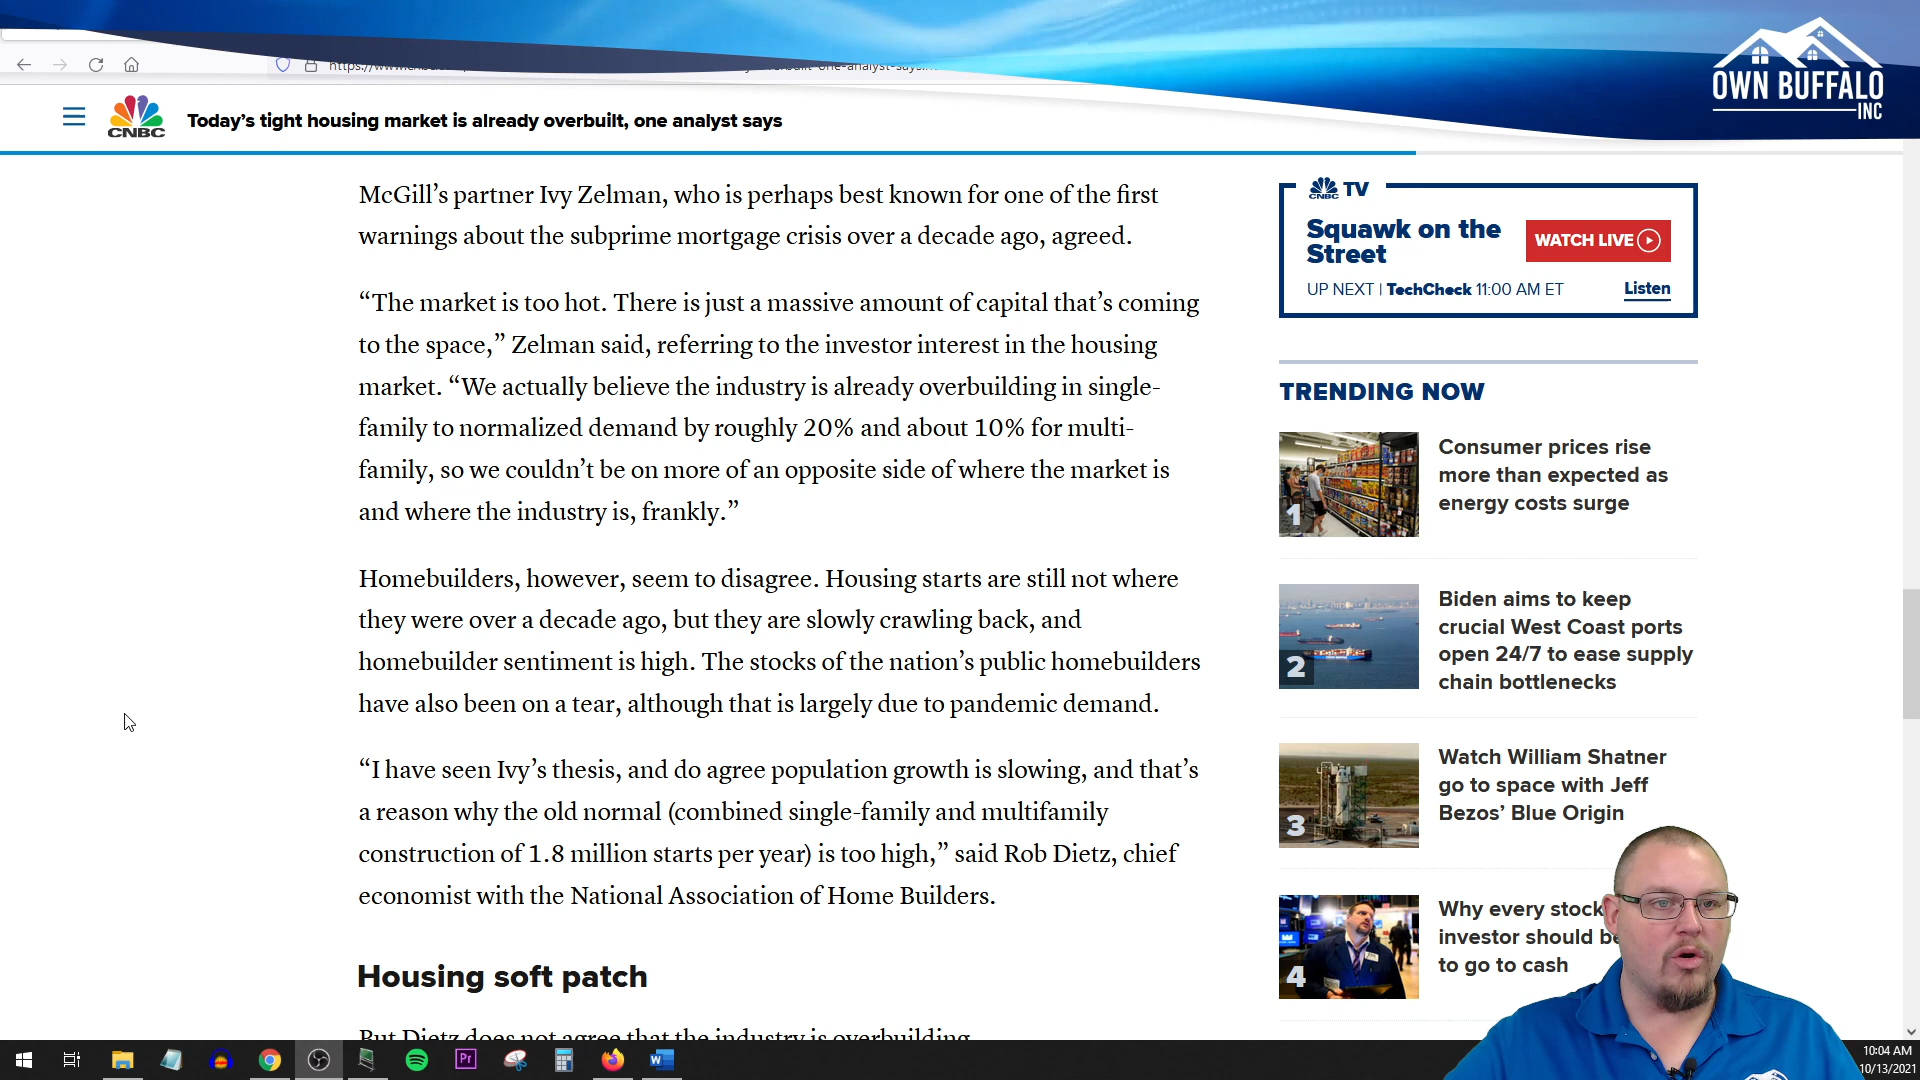 OWN BUFFALO
INC
CNBC
Today’s tight housing market is already overbuilt, one analyst says
McGill’s partner Ivy Zelman, who is perhaps best known for one of the first
warnings about the subprime mortgage crisis over a decade ago, agreed.
“The market is too hot. There is just a massive amount of capital that’s coming
to the space,” Zelman said, referring to the investor interest in the housing
market. “We actually believe the industry is already overbuilding in single-
family to normalized demand by roughly 20% and about 10% for multi-
family, so we couldn’t be on more of an opposite side of where the market is
and where the industry is, frankly.”
Homebuilders, however, seem to disagree. Housing starts are still not where
they were over a decade ago, but they are slowly crawling back, and
homebuilder sentiment is high. The stocks of the nation’s public homebuilders
have also been on a tear, although that is largely due to pandemic demand.
“I have seen Ivy’s thesis, and do agree population growth is slowing, and that’s
a reason why the old normal (combined single-family and multifamily
construction of 1.8 million starts per year) is too high,” said Rob Dietz, chief
economist with the National Association of Home Builders.
Housing soft patch
But Dietz does not agree that the industry is overbuilding.
CNBC TV
Squawk on the
Street
WATCH LIVE
UP NEXT | TechCheck 11:00 AM ET
Listen
TRENDING NOW
1
Consumer prices rise
more than expected as
energy costs surge
2
Biden aims to keep
crucial West Coast ports
open 24/7 to ease supply
chain bottlenecks
3
Watch William Shatner
go to space with Jeff
Bezos’ Blue Origin
4
Why every stock
investor should be
to go to cash
Pr
W
10:04 AM
10/13/2021